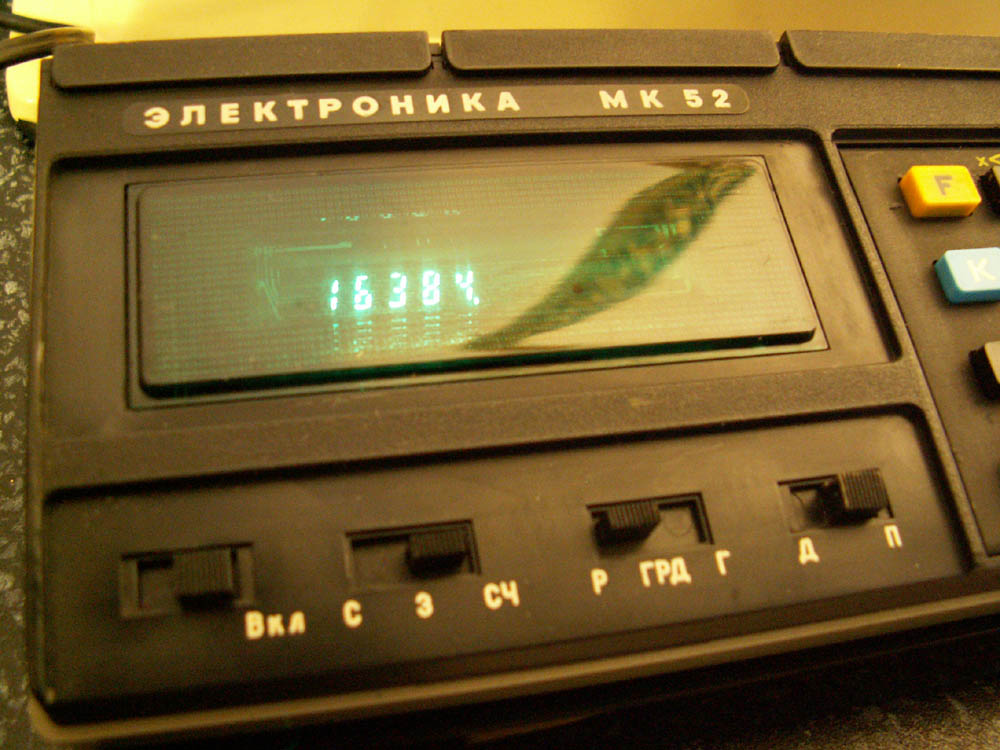 ЭЛЕКТРОНИКА МК 52
16384.
F
K
Вкл С З СЧ Р ГРД Г Д П